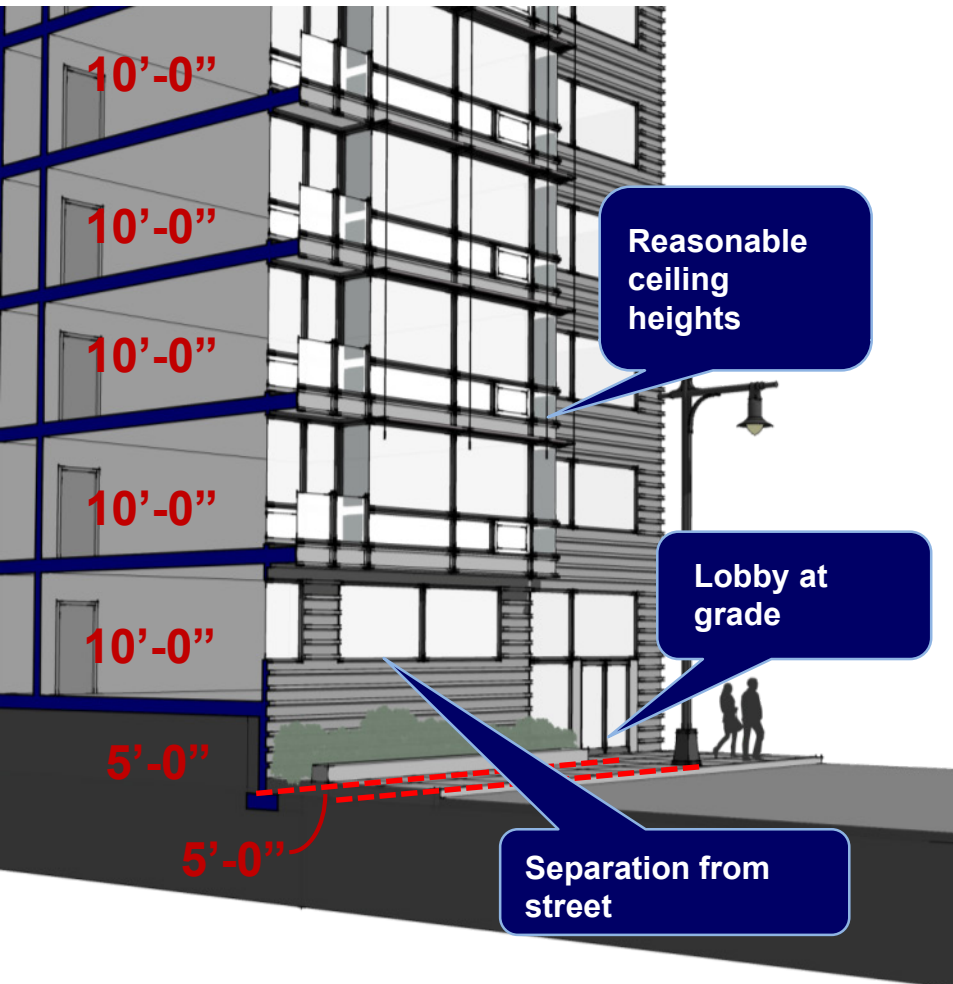 10’-0”
10’-0”
Reasonable
ceiling
heights
10’-0”
10’-0”
Lobby at
grade
10’-0”
5’-0”
5’-0”
Separation from
street